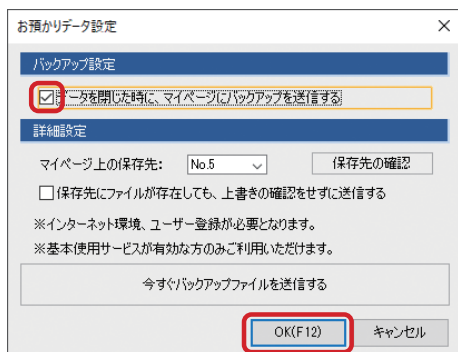 お預かりデータ設定
バックアップ設定
データを閉じた時に、マイページにバックアップを送信する
詳細設定
マイページ上の保存先: No.5 保存先の確認
保存先にファイルが存在しても、上書きの確認をせずに送信する
※インターネット環境、ユーザー登録が必要となります。
※基本使用サービスが有効な方のみご利用いただけます。
今すぐバックアップファイルを送信する
OK(F12) キャンセル